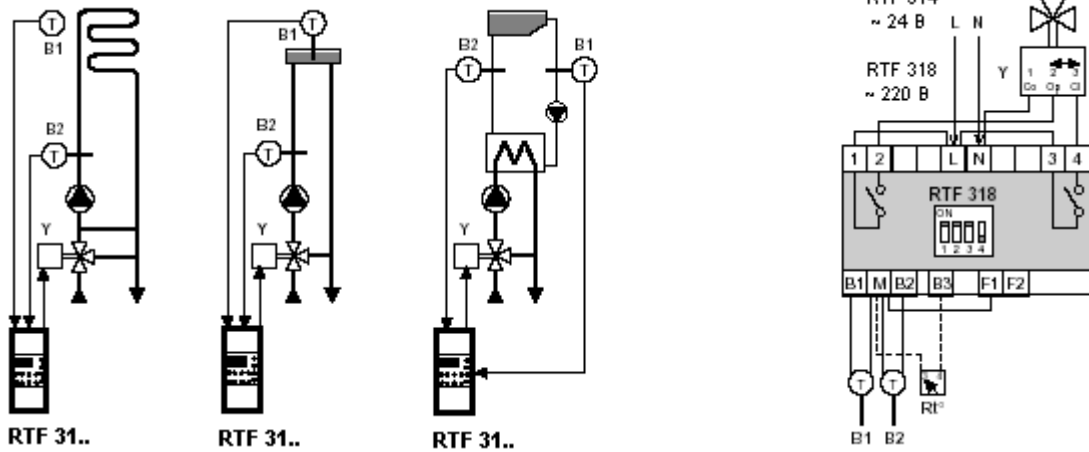 B1
B2
Y
RTF 31..
B1
B2
Y
RTF 31..
B2
B1
Y
RTF 31..
~ 24 В L N
RTF 318
~ 220 В
Y
1 2 3
Co Op Cl
1 2 L N 3 4
RTF 318
ON
1 2 3 4
B1 M B2 B3 F1 F2
T T
Rt°
B1 B2